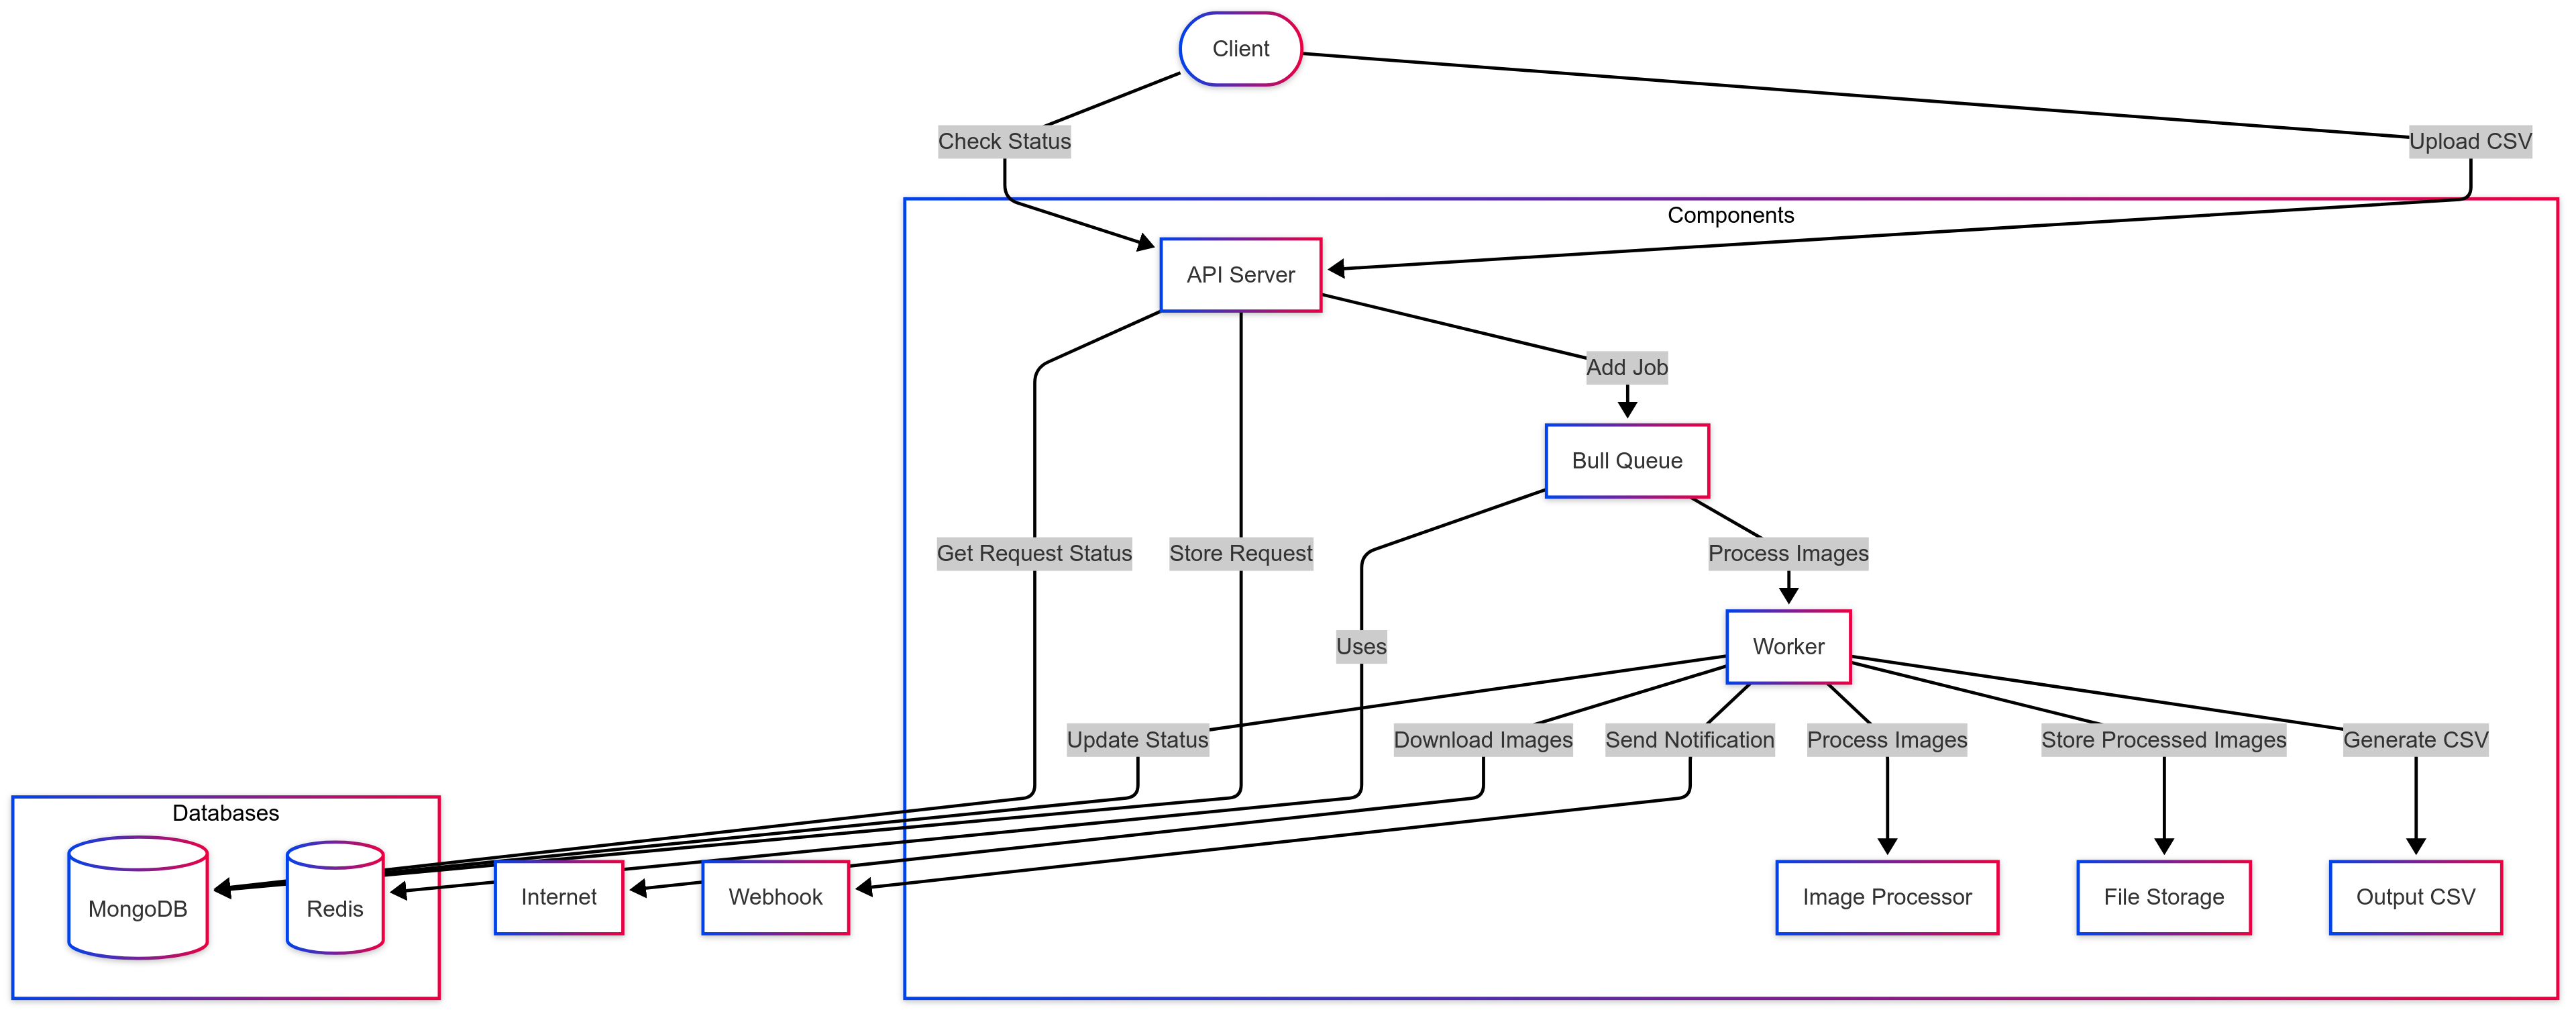 Client
Check Status
Upload CSV
Components
API Server
Add Job
Bull Queue
Get Request Status
Store Request
Process Images
Uses
Worker
Update Status
Download Images
Send Notification
Process Images
Store Processed Images
Generate CSV
Databases
MongoDB
Redis
Internet
Webhook
Image Processor
File Storage
Output CSV